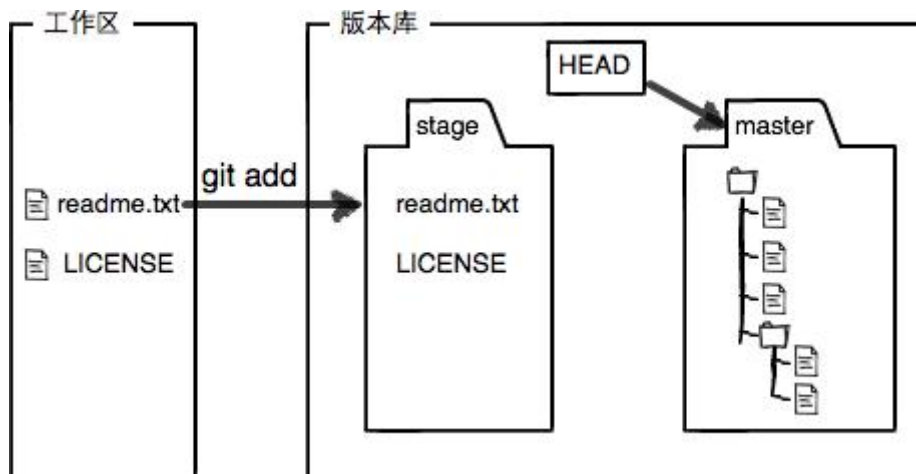 工作区
版本库
HEAD
stage
master
git add
readme.txt
readme.txt
LICENSE
LICENSE